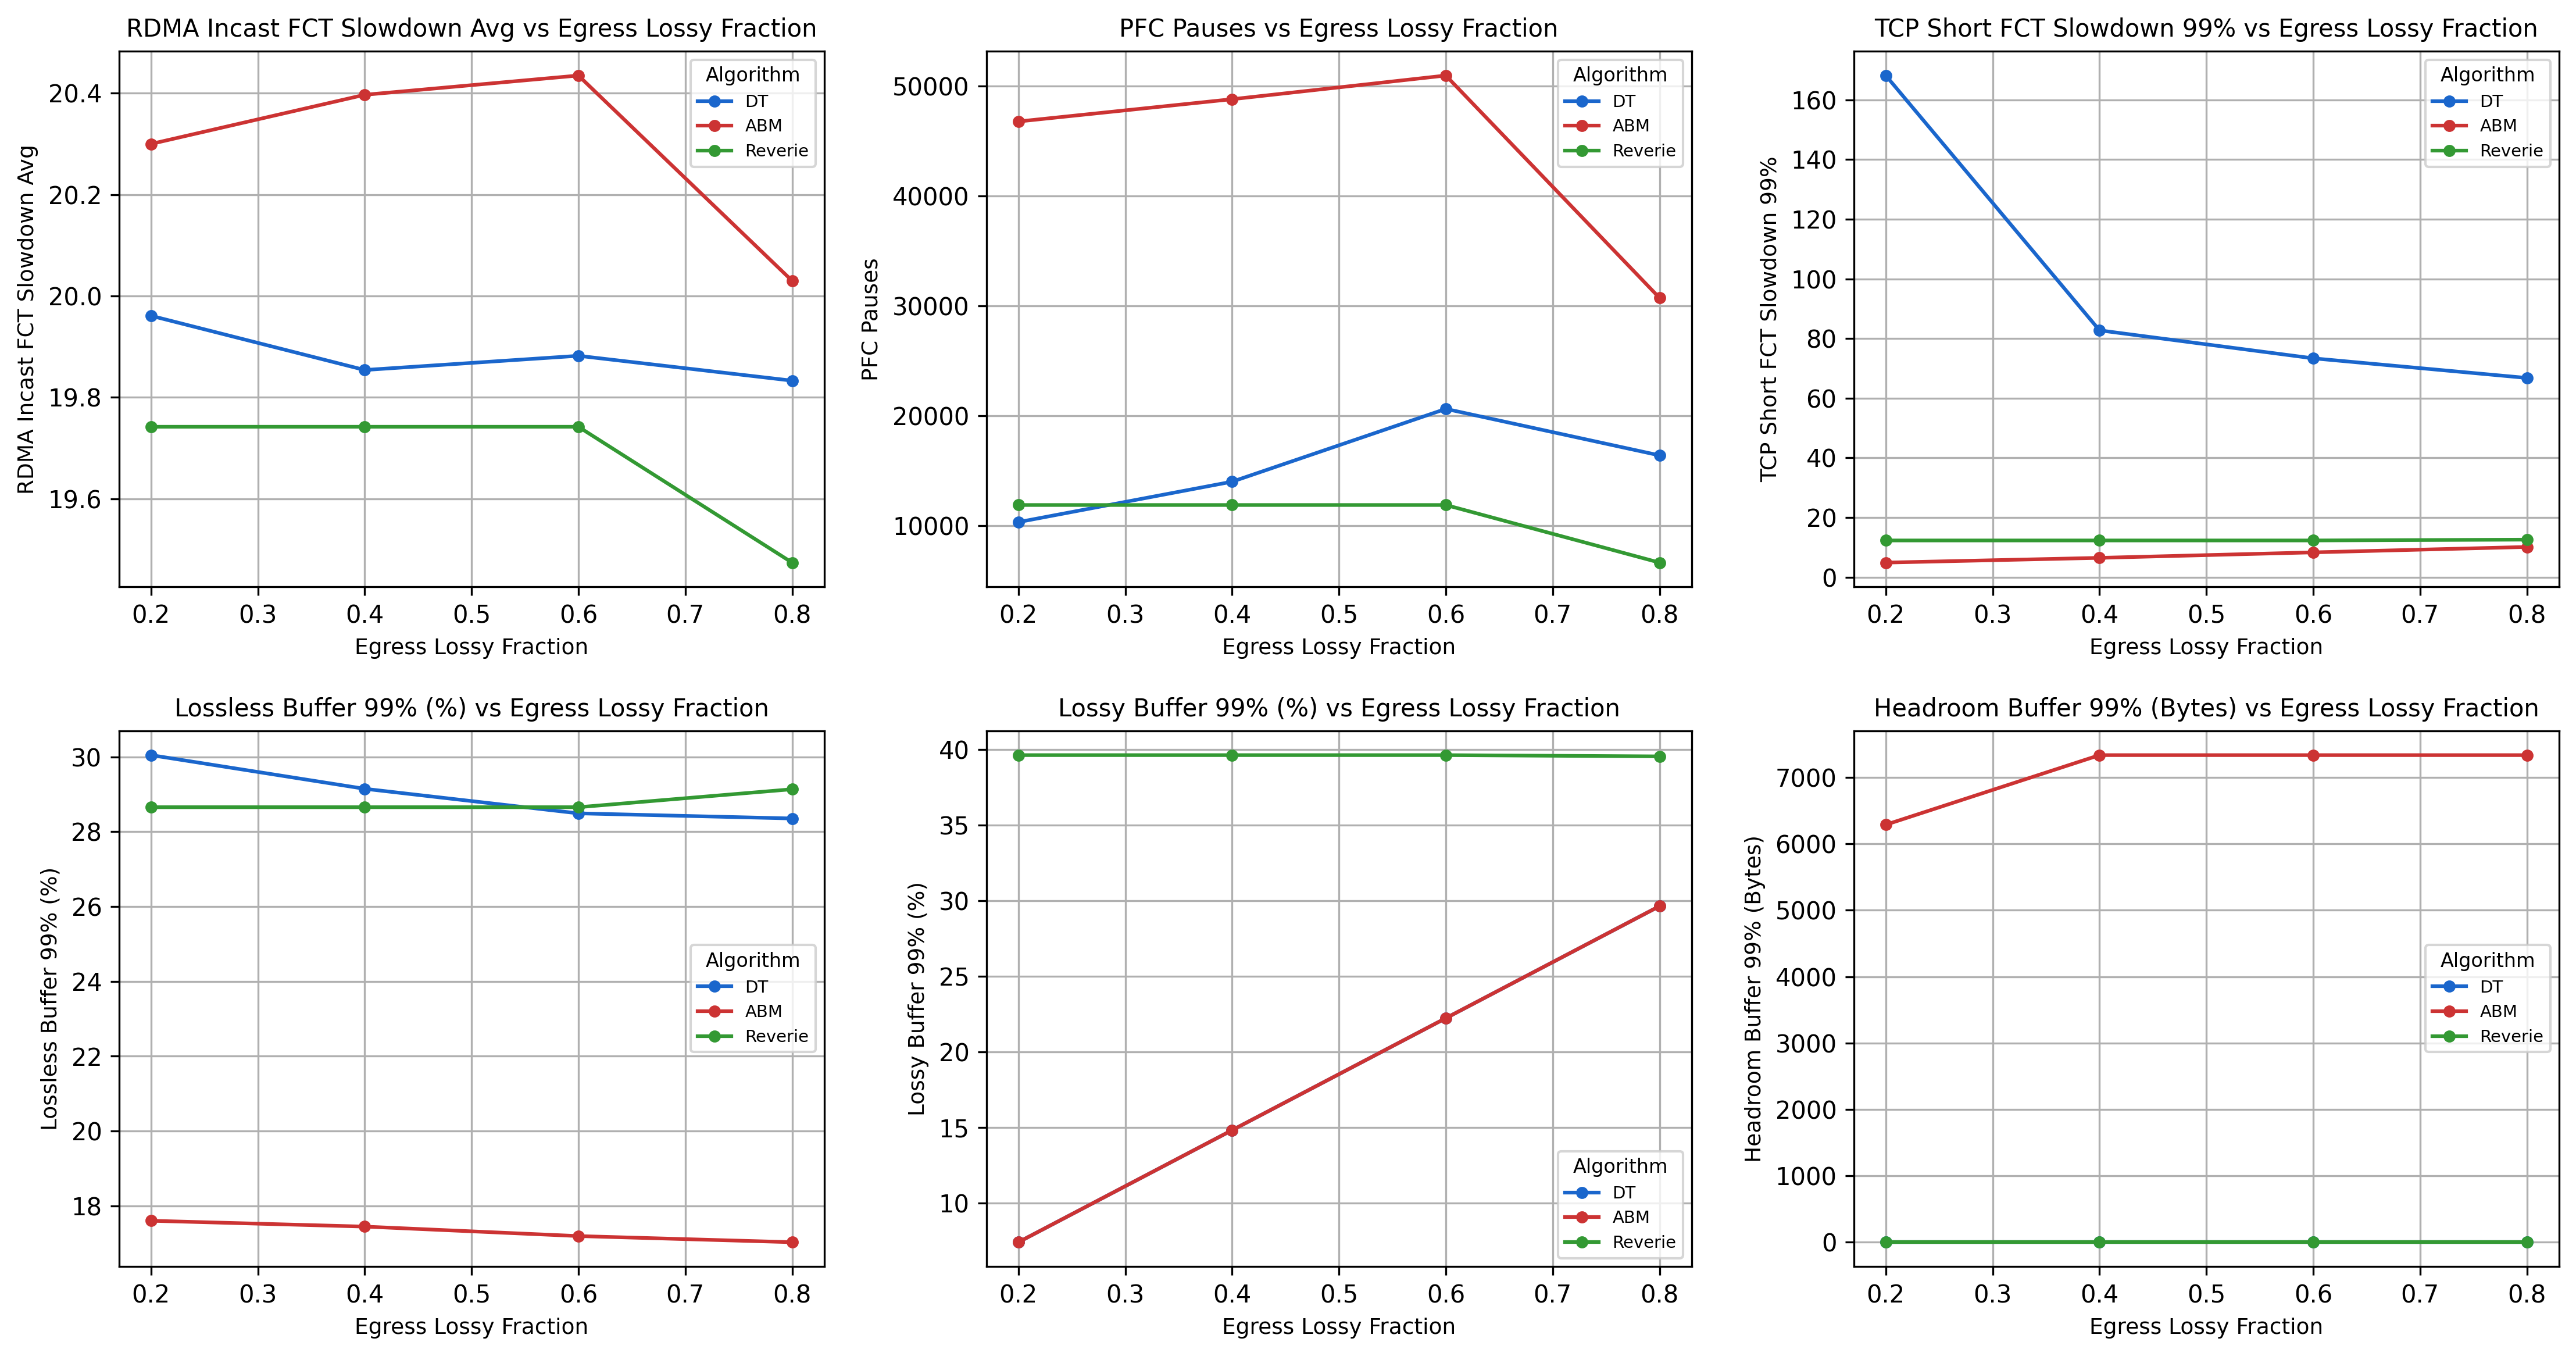 RDMA Incast FCT Slowdown Avg vs Egress Lossy Fraction
RDMA Incast FCT Slowdown Avg
20.4
20.2
20.0
19.8
19.6
Algorithm
DT
ABM
Reverie
0.2 0.3 0.4 0.5 0.6 0.7 0.8
Egress Lossy Fraction
PFC Pauses vs Egress Lossy Fraction
PFC Pauses
50000
40000
30000
20000
10000
Algorithm
DT
ABM
Reverie
0.2 0.3 0.4 0.5 0.6 0.7 0.8
Egress Lossy Fraction
TCP Short FCT Slowdown 99% vs Egress Lossy Fraction
TCP Short FCT Slowdown 99%
160
140
120
100
80
60
40
20
0
Algorithm
DT
ABM
Reverie
0.2 0.3 0.4 0.5 0.6 0.7 0.8
Egress Lossy Fraction
Lossless Buffer 99% (%) vs Egress Lossy Fraction
Lossless Buffer 99% (%)
30
28
26
24
22
20
18
Algorithm
DT
ABM
Reverie
0.2 0.3 0.4 0.5 0.6 0.7 0.8
Egress Lossy Fraction
Lossy Buffer 99% (%) vs Egress Lossy Fraction
Lossy Buffer 99% (%)
40
35
30
25
20
15
10
Algorithm
DT
ABM
Reverie
0.2 0.3 0.4 0.5 0.6 0.7 0.8
Egress Lossy Fraction
Headroom Buffer 99% (Bytes) vs Egress Lossy Fraction
Headroom Buffer 99% (Bytes)
7000
6000
5000
4000
3000
2000
1000
0
Algorithm
DT
ABM
Reverie
0.2 0.3 0.4 0.5 0.6 0.7 0.8
Egress Lossy Fraction